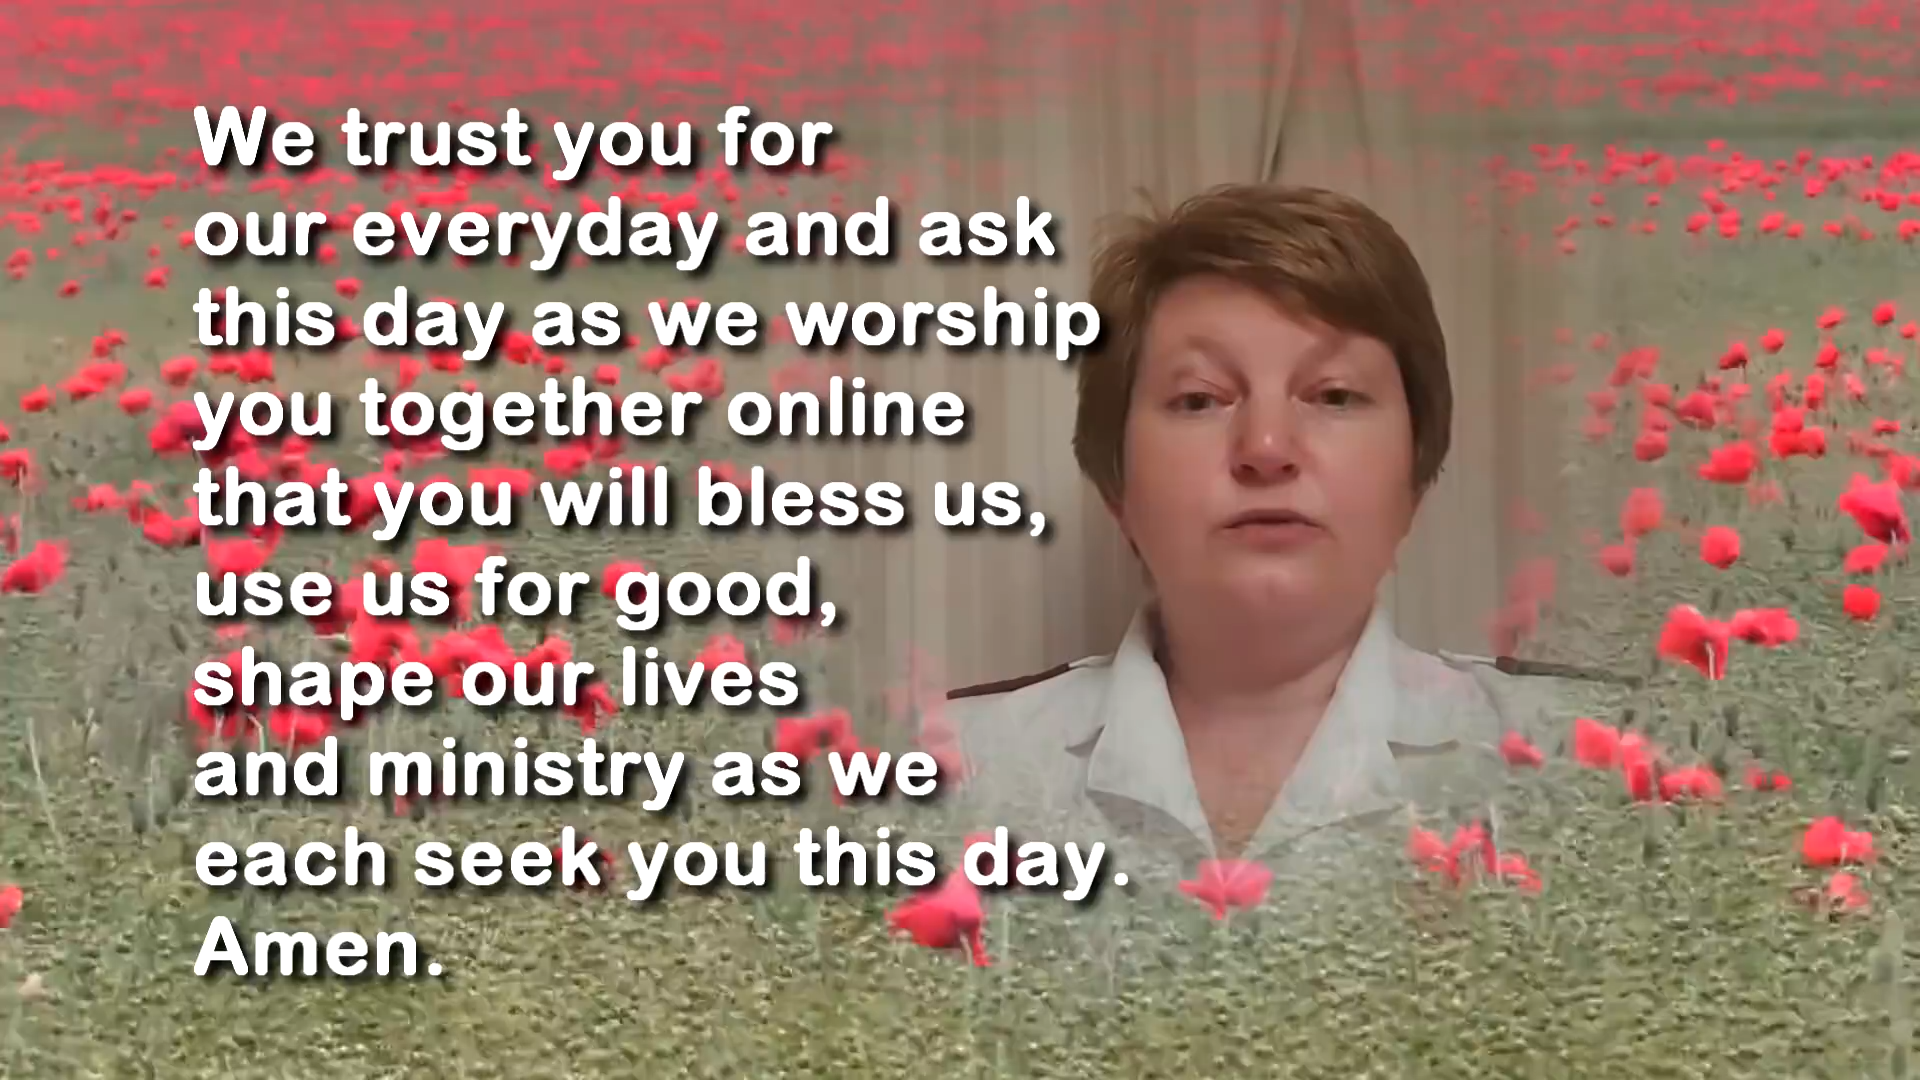 We trust you for
our everyday and ask
this day as we worship
you together online
that you will bless us,
use us for good,
shape our lives
and ministry as we
each seek you this day.
Amen.